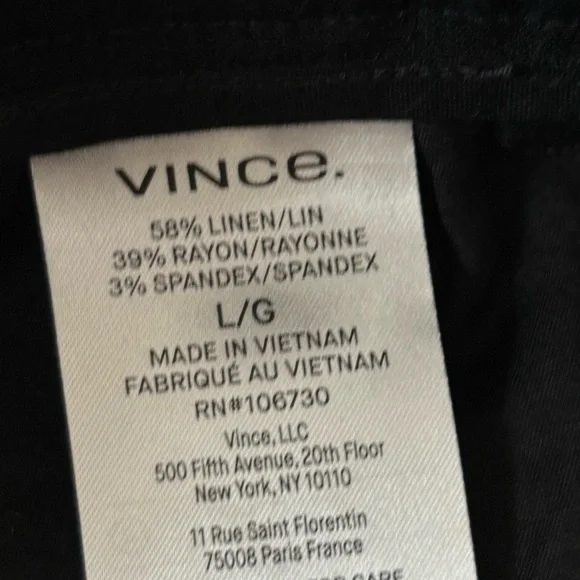 VINCE.
58% LINEN/LIN
39% RAYON/RAYONNE
3% SPANDEX/SPANDEX
L/G
MADE IN VIETNAM
FABRIQUÉ AU VIETNAM
RN#106730
Vince, LLC
500 Fifth Avenue, 20th Floor
New York, NY 10110
11 Rue Saint Florentin
75008 Paris France
CARE